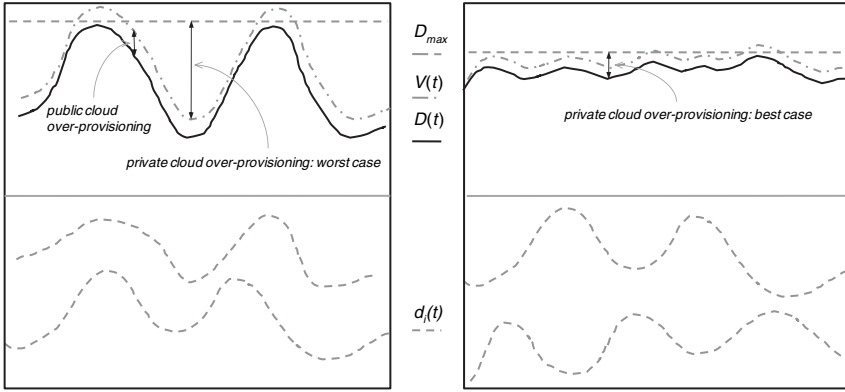 public cloud
over-provisioning
private cloud over-provisioning: worst case
D_max
V(t)
D(t)
d_i(t)
private cloud over-provisioning: best case